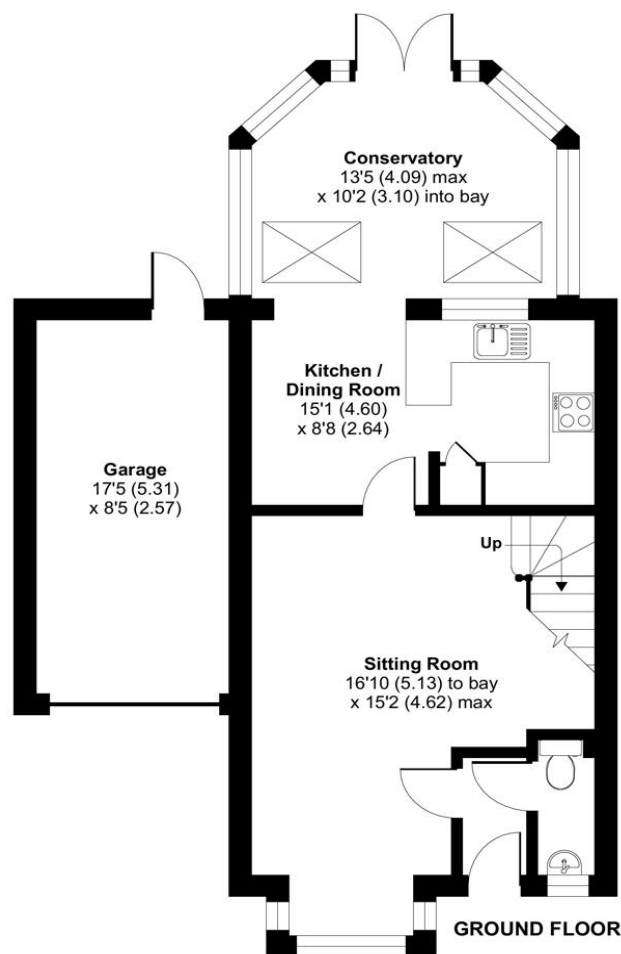 Conservatory
13'5 (4.09) max
x 10'2 (3.10) into bay
Kitchen /
Dining Room
15'1 (4.60)
x 8'8 (2.64)
Garage
17'5 (5.31)
x 8'5 (2.57)
Up
Sitting Room
16'10 (5.13) to bay
x 15'2 (4.62) max
GROUND FLOOR